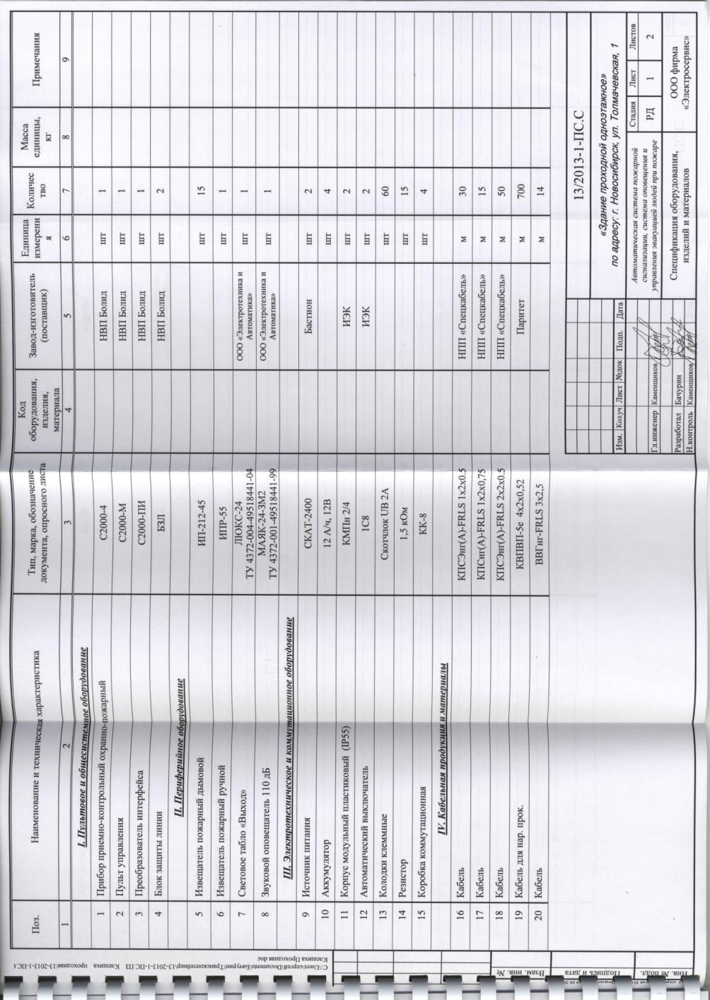 Поз.
Наименование и техническая характеристика
Тип, марка, обозначение
документа, опросного листа
Код
оборудования,
изделия,
материала
Завод-изготовитель
(поставщик)
Единица
измерени
я
Количес
тво
Масса
единицы,
кг
Примечания
1 2 3 4 5 6 7 8 9
I. Пультовое и общесистемное оборудование
1 Прибор приемно-контрольный охранно-пожарный С2000-4 НВП Болид шт 1
2 Пульт управления С2000-М НВП Болид шт 1
3 Преобразователь интерфейса С2000-ПИ НВП Болид шт 1
4 Блок защиты линии БЗЛ НВП Болид шт 2
II. Периферийное оборудование
5 Извещатель пожарный дымовой ИП-212-45 шт 15
6 Извещатель пожарный ручной ИПР-55 шт 1
7 Световое табло «Выход» ЛЮКС-24
ТУ 4372-004-49518441-04 ООО «Электротехника и
Автоматика» шт 1
8 Звуковой оповещатель 110 дБ МАЯК-24-3М2
ТУ 4372-001-49518441-99 ООО «Электротехника и
Автоматика» шт 1
III. Электротехническое и коммутационное оборудование
9 Источник питания СКАТ-2400 Бастион шт 2
10 Аккумулятор 12 А/ч, 12В шт 4
11 Корпус модульный пластиковый (IP55) КМПн 2/4 ИЭК шт 2
12 Автоматический выключатель 1С8 ИЭК шт 2
13 Колодки клеммные Скотчлок UB 2A шт 60
14 Резистор 1,5 кОм шт 15
15 Коробка коммутационная КК-8 шт 4
IV. Кабельная продукция и материалы
16 Кабель КПСЭнг(А)-FRLS 1x2x0.5 НПП «Спецкабель» м 30
17 Кабель КПСнг(А)-FRLS 1x2x0,75 НПП «Спецкабель» м 15
18 Кабель КПСЭнг(А)-FRLS 2x2x0.5 НПП «Спецкабель» м 50
19 Кабель для нар. прок. КВПВП-5е 4x2x0,52 Паритет м 700
20 Кабель ВВГнг-FRLS 3x2,5 м 14
13/2013-1-ПС.С
«Здание проходной одноэтажное»
по адресу: г. Новосибирск, ул. Толмачевская, 1
Изм. Кол.уч Лист №док Подп. Дата
Гл.инженер Каменщиков
Разработал Бачурин
Н.контроль Каменщиков
Автоматическая система пожарной
сигнализации, система оповещения и
управления эвакуацией людей при пожаре
Стадия Лист Листов
РД 1 2
Спецификация оборудования,
изделий и материалов
ООО фирма
«Электросервис»
C:\Users\сергей\Documents\Бачурин\Трансконтейнер\13-2013-1-ПС.ПЗ Клещиха проходная\13-2013-1-ПС.С
Клещиха Проходная.doc
Взам. инв. №
Подпись и дата
Инв. № подл.